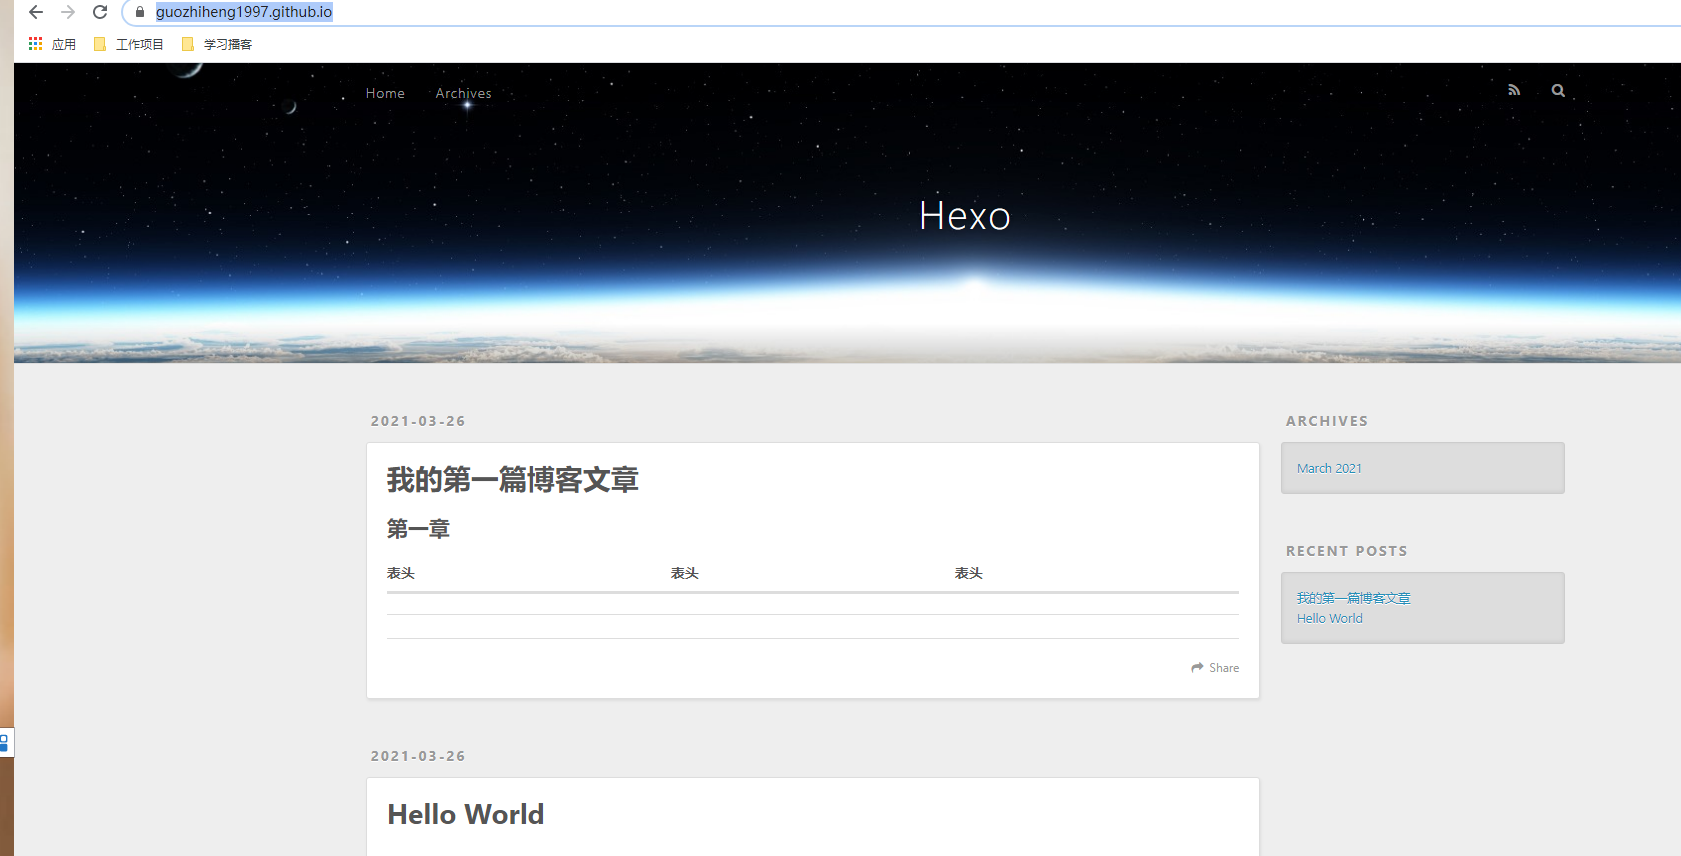 guozhiheng1997.github.io
应用 工作项目 学习播客
Home Archives
Hexo
2021-03-26
我的第一篇博客文章
第一章
表头 表头 表头
Share
2021-03-26
Hello World
ARCHIVES
March 2021
RECENT POSTS
我的第一篇博客文章
Hello World